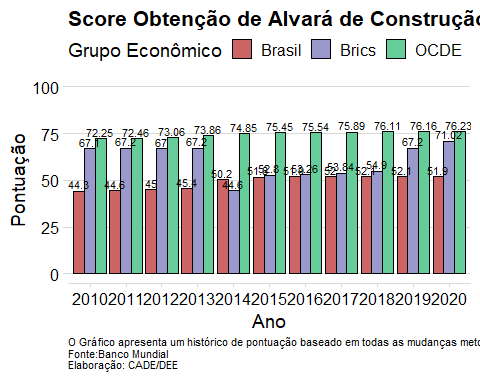 Score Obtenção de Alvará de Construção
Grupo Econômico Brasil Brics OCDE
Pontuação
100
75
50
25
0
44.3 67.1 72.25
44.6 67.2 72.46
45 67 73.06
45.4 67.2 73.86
50.2 44.6 74.85
52.8 75.45
53.26 75.54
53.84 75.89
54.9 76.11
52.1 67.2 76.16
51.9 71.02 76.23
2010 2011 2012 2013 2014 2015 2016 2017 2018 2019 2020
Ano
O Gráfico apresenta um histórico de pontuação baseado em todas as mudanças
Fonte:Banco Mundial
Elaboração: CADE/DEE